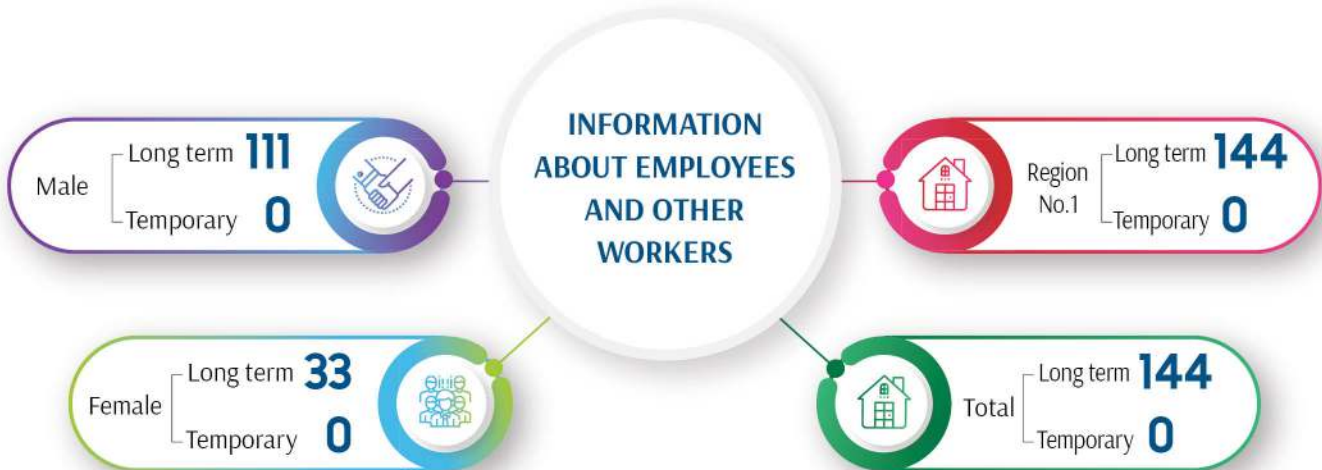 INFORMATION
ABOUT EMPLOYEES
AND OTHER
WORKERS
Male
Long term 111
Temporary 0
Region
No.1
Long term 144
Temporary 0
Female
Long term 33
Temporary 0
Total
Long term 144
Temporary 0